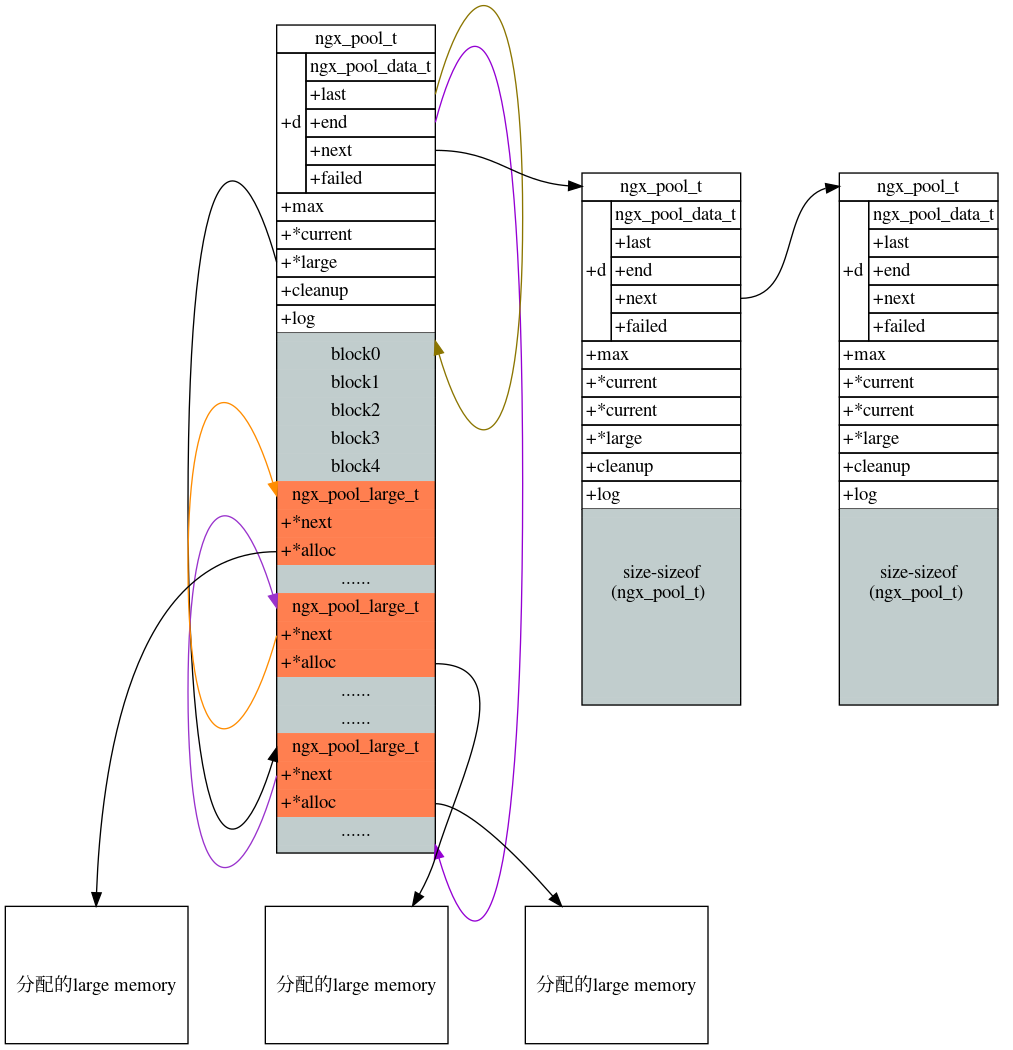 ngx_pool_t
ngx_pool_data_t
+last
+d
+end
+next
+failed
+max
+*current
+*large
+cleanup
+log
block0
block1
block2
block3
block4
ngx_pool_large_t
+*next
+*alloc
......
ngx_pool_large_t
+*next
+*alloc
......
......
ngx_pool_large_t
+*next
+*alloc
......
ngx_pool_t
ngx_pool_data_t
+last
+d
+end
+next
+failed
+max
+*current
+*current
+*large
+cleanup
+log
size-sizeof
(ngx_pool_t)
ngx_pool_t
ngx_pool_data_t
+last
+d
+end
+next
+failed
+max
+*current
+*current
+*large
+cleanup
+log
size-sizeof
(ngx_pool_t)
分配的large memory
分配的large memory
分配的large memory